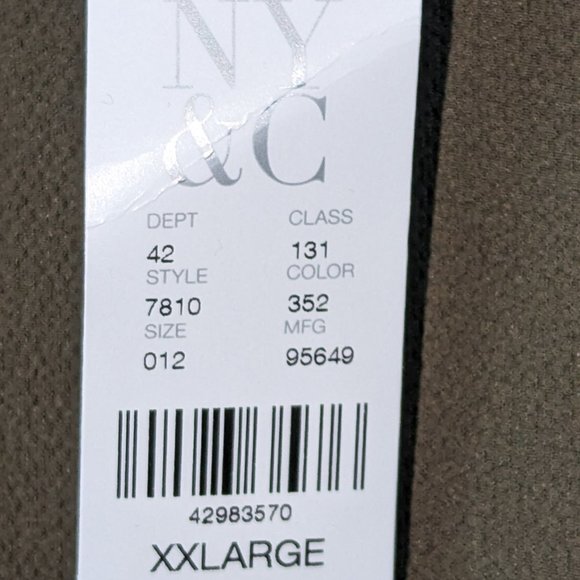 NY
&C
DEPT CLASS
42 131
STYLE COLOR
7810 352
SIZE MFG
012 95649
42983570
XXLARGE